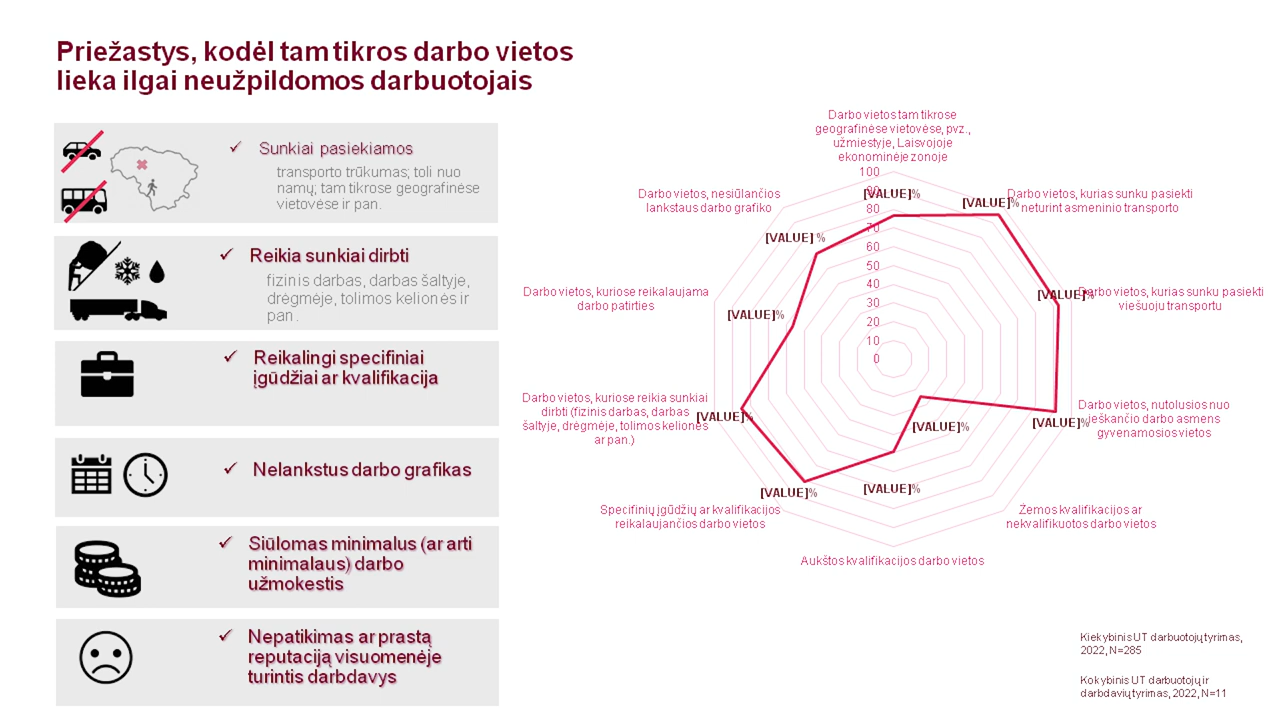 Priežastys, kodėl tam tikros darbo vietos
lieka ilgai neužpildomos darbuotojais
✓ Sunkiai pasiekiamos
transporto trūkumas; toli nuo
namų; tam tikrose geografinėse
vietovėse ir pan.
✓ Reikia sunkiai dirbti
fizinis darbas, darbas šaltyje,
drėgmėje, tolimos kelionės ir
pan.
✓ Reikalingi specifiniai
įgūdžiai ar kvalifikacija
✓ Nelankstus darbo grafikas
✓ Siūlomas minimalus (ar arti
minimalaus) darbo
užmokestis
✓ Nepatikimas ar prastą
reputaciją visuomenėje
turintis darbdavys
Darbo vietos tam tikrose
geografinėse vietovėse, pvz.,
užmiestyje, Laisvojoje
ekonominėje zonoje
100
90
80
70
60
50
40
30
20
10
0
[VALUE]%
[VALUE]%
Darbo vietos, kurias sunku pasiekti
neturint asmeninio transporto
[VALUE]%
Darbo vietos, kurias sunku pasiekti
viešuoju transportu
[VALUE]%
Darbo vietos, nutolusios nuo
ieškančio darbo asmens
gyvenamosios vietos
[VALUE]%
Žemos kvalifikacijos ar
nekvalifikuotos darbo vietos
[VALUE]%
Aukštos kvalifikacijos darbo vietos
[VALUE]%
Specifinių įgūdžių ar kvalifikacijos
reikalaujančios darbo vietos
[VALUE]%
Darbo vietos, kuriose reikia sunkiai
dirbti (fizinis darbas, darbas
šaltyje, drėgmėje, tolimos kelionės
ar pan.)
[VALUE]%
Darbo vietos, kuriose reikalaujama
darbo patirties
[VALUE] %
Darbo vietos, nesiūlančios
lankstaus darbo grafiko
Kiekybinis UT darbuotojų tyrimas,
2022, N=285
Kokybinis UT darbuotojų ir
darbdavių tyrimas, 2022, N=11